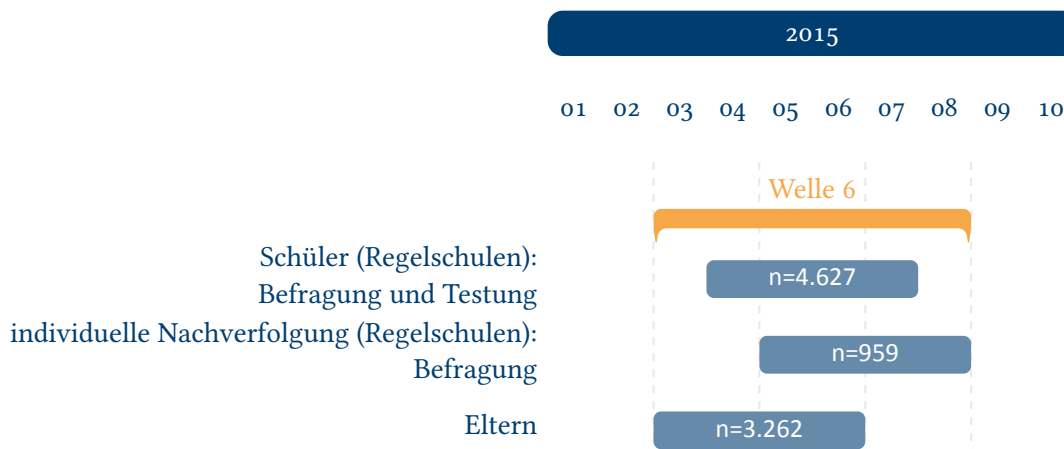 2015
01 02 03 04 05 06 07 08 09 10
Welle 6
Schüler (Regelschulen):
Befragung und Testung
n=4.627
individuelle Nachverfolgung (Regelschulen):
Befragung
n=959
Eltern
n=3.262